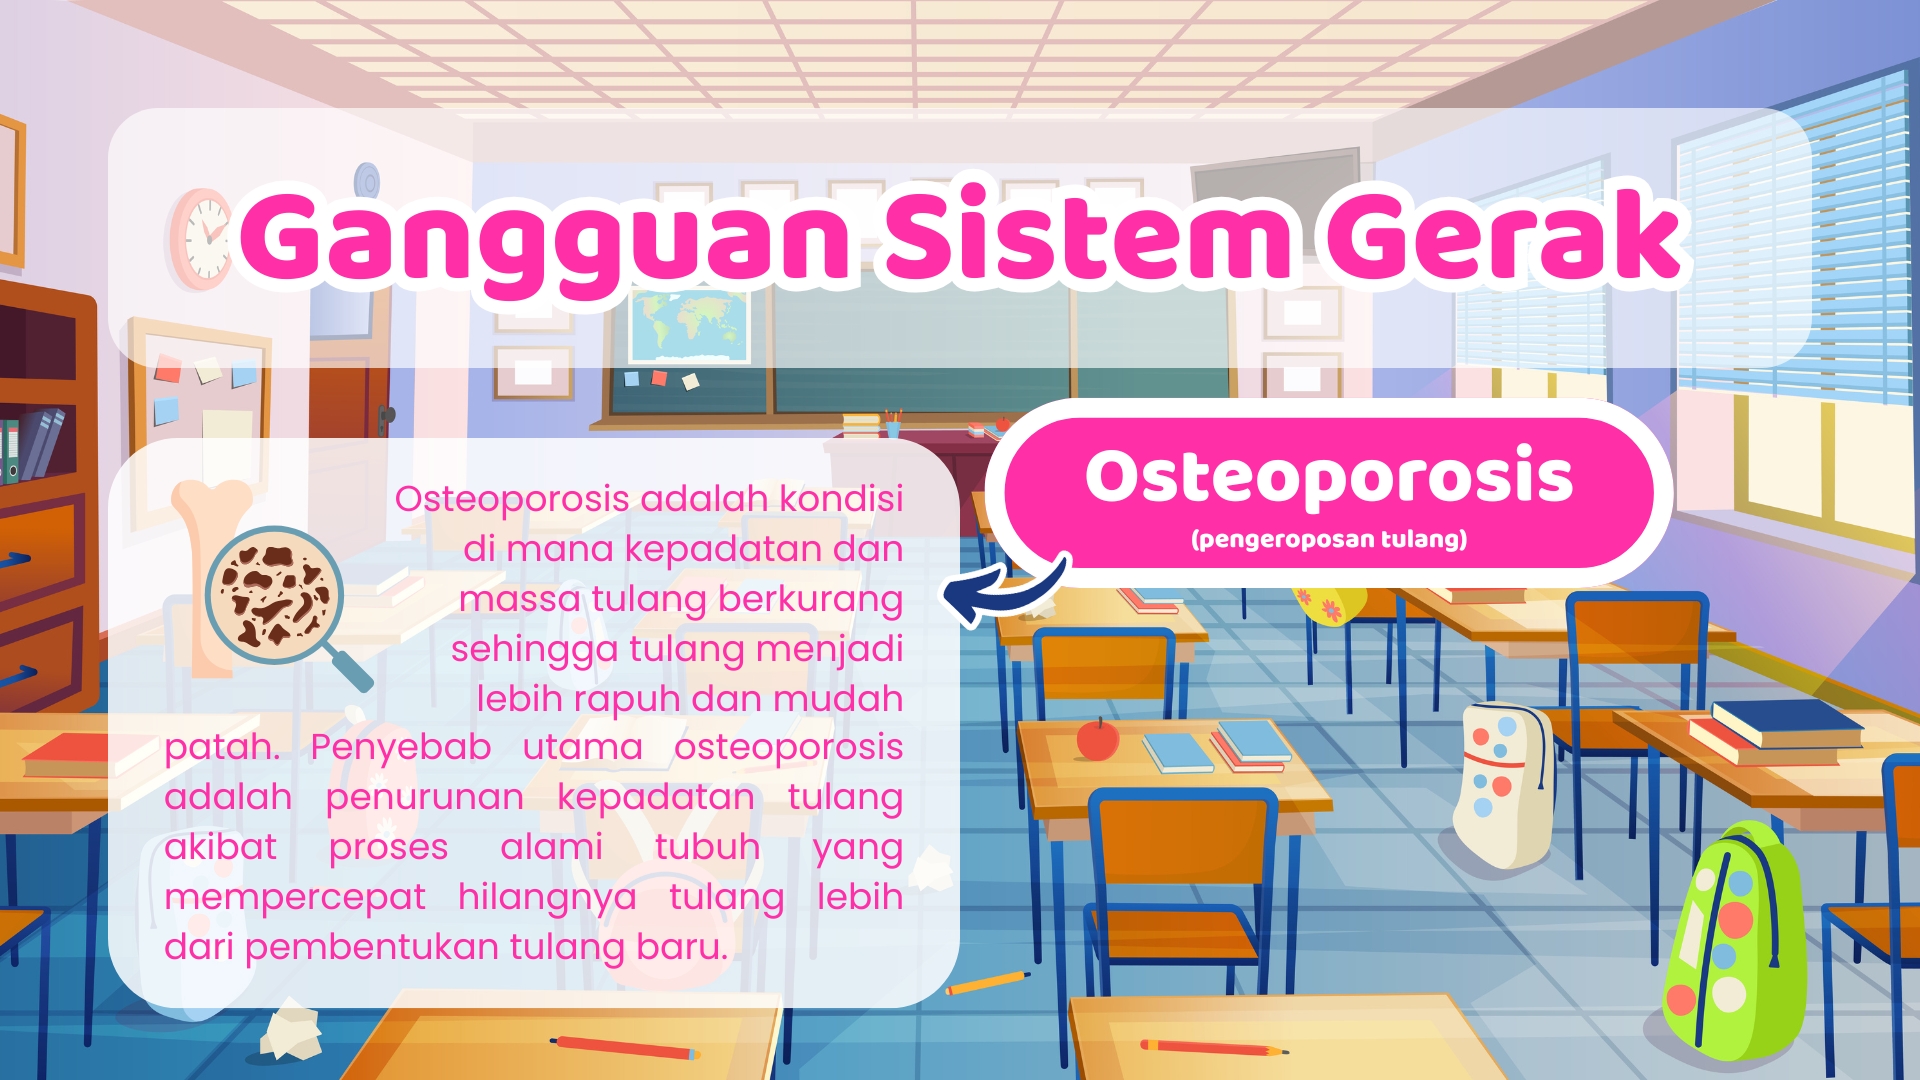 Gangguan Sistem Gerak
Osteoporosis
(pengeroposan tulang)
Osteoporosis adalah kondisi
di mana kepadatan dan
massa tulang berkurang
sehingga tulang menjadi
lebih rapuh dan mudah
patah. Penyebab utama osteoporosis
adalah penurunan kepadatan tulang
akibat proses alami tubuh yang
mempercepat hilangnya tulang lebih
dari pembentukan tulang baru.